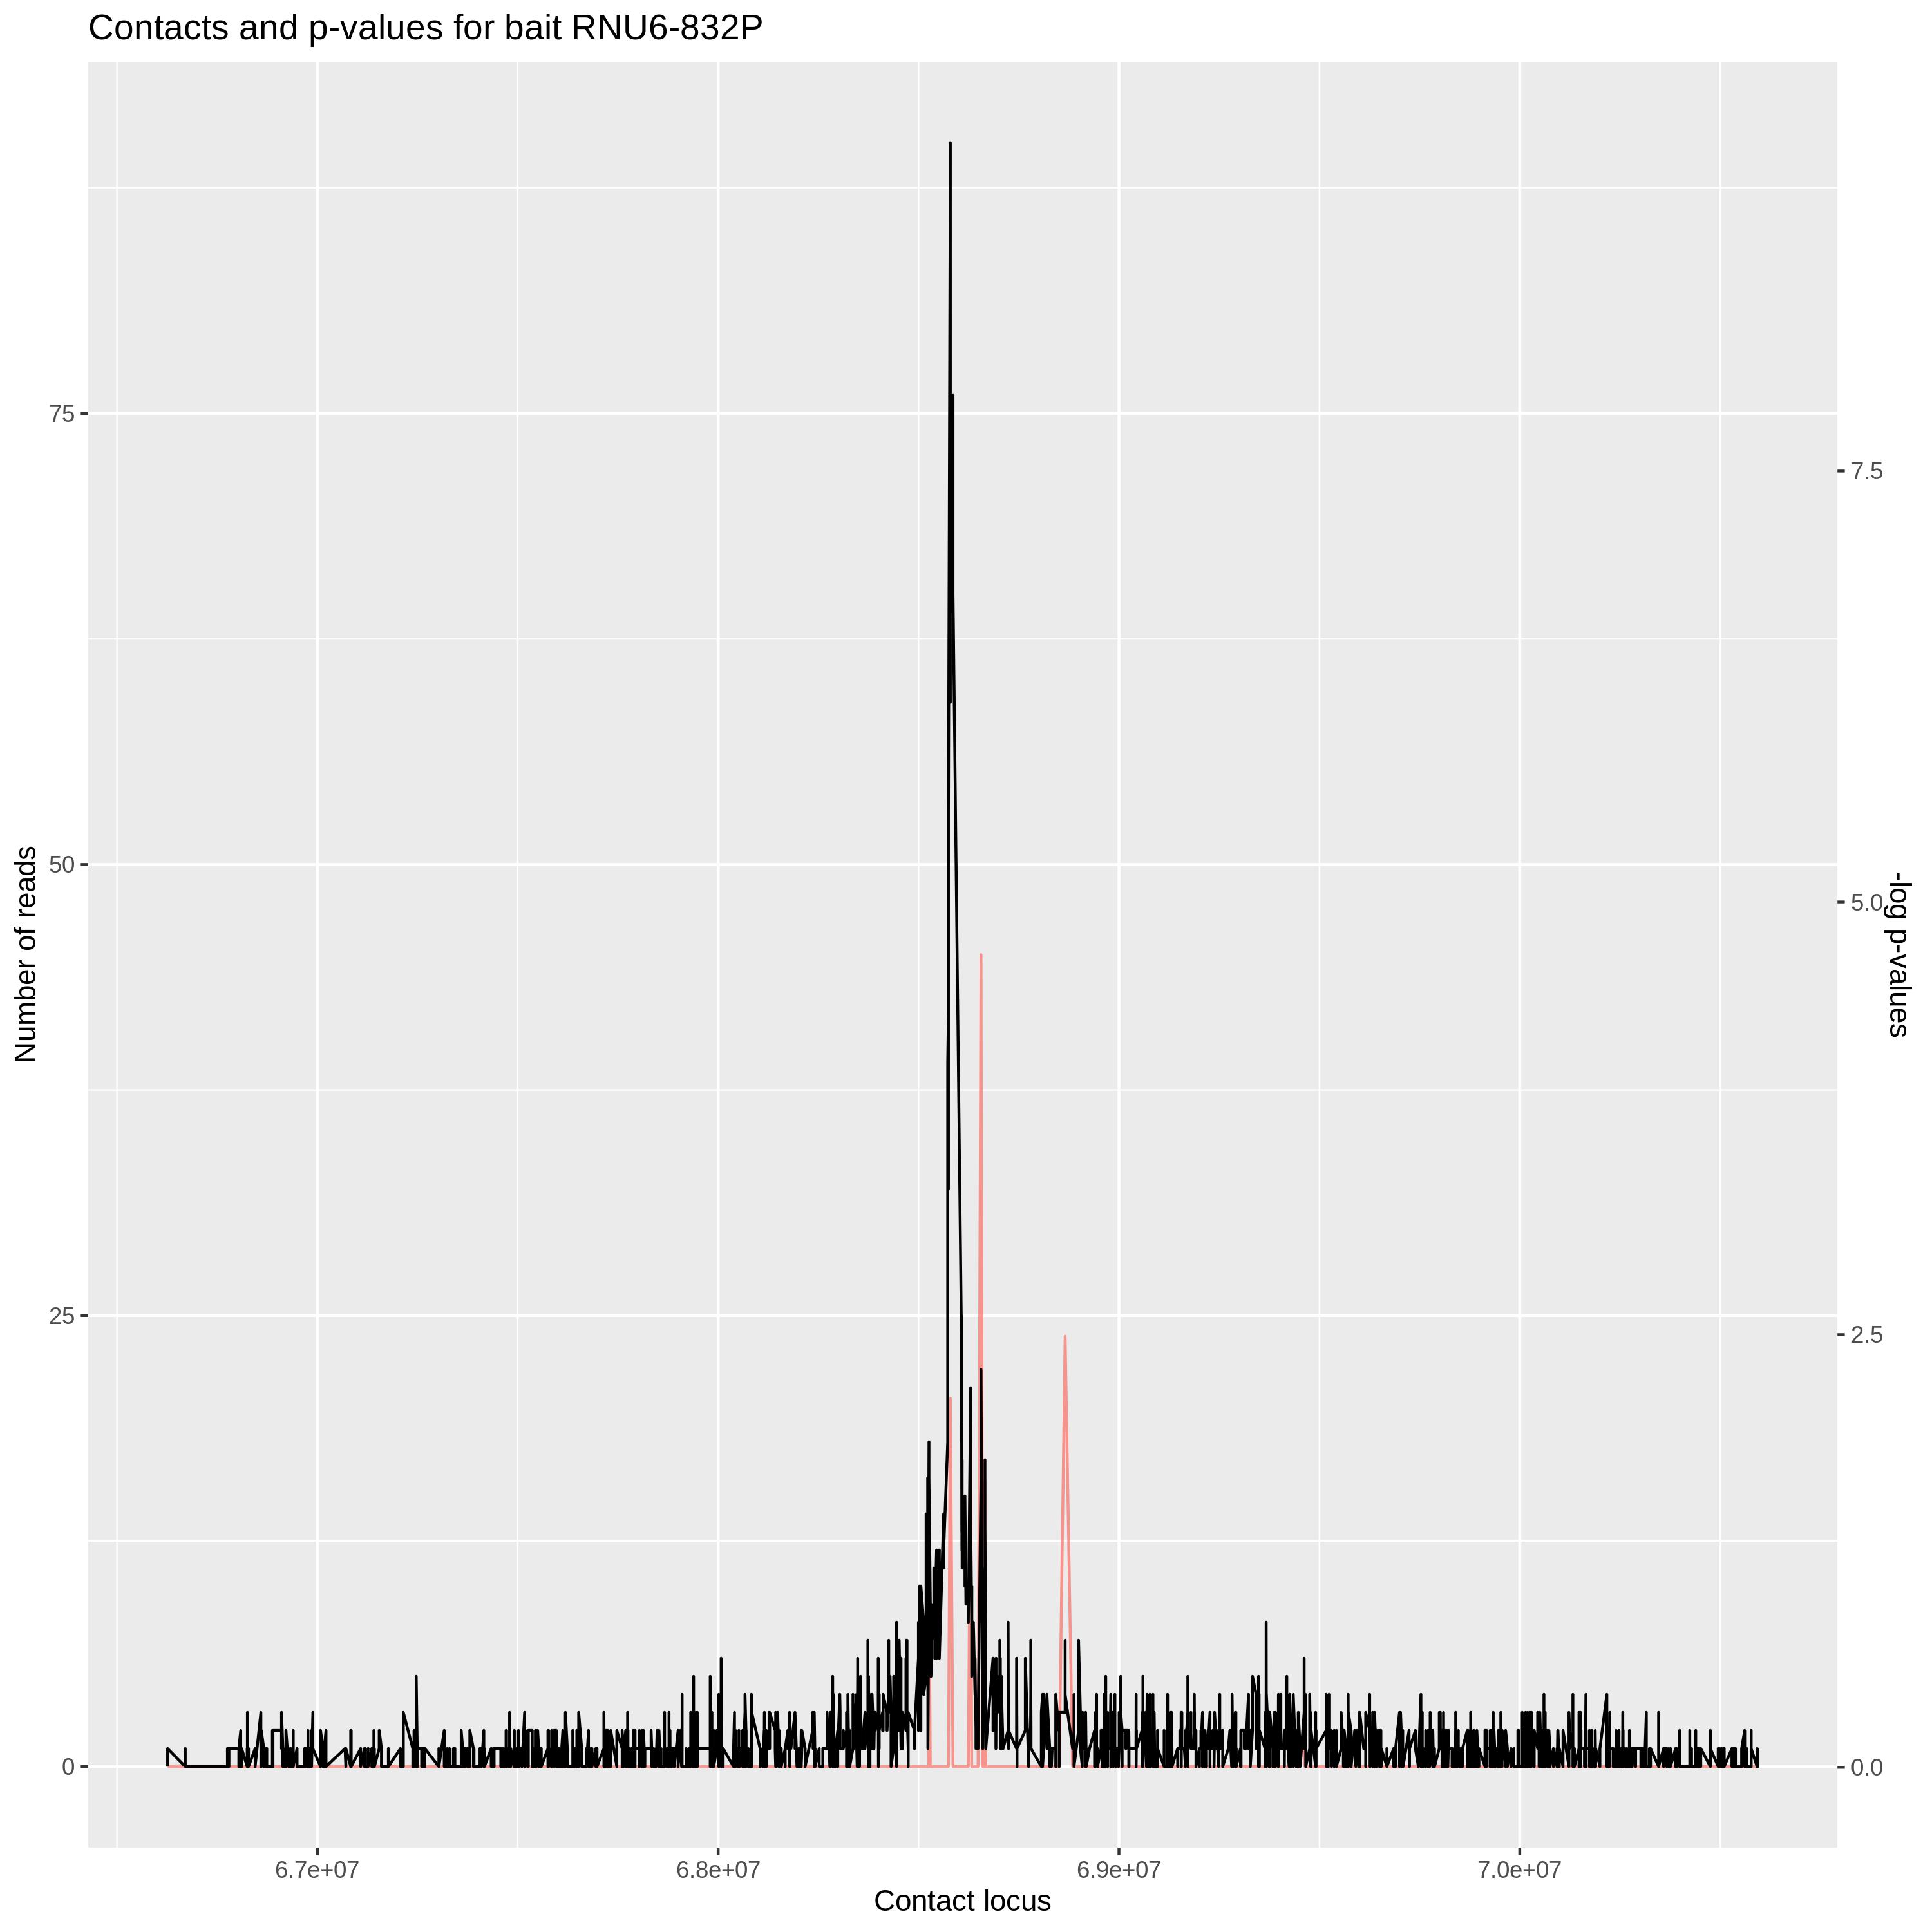 Contacts and p-values for bait RNU6-832P
75
50
25
0
Number of reads
7.5
5.0
2.5
0.0
-log p-values
6.7e+07
6.8e+07
6.9e+07
7.0e+07
Contact locus